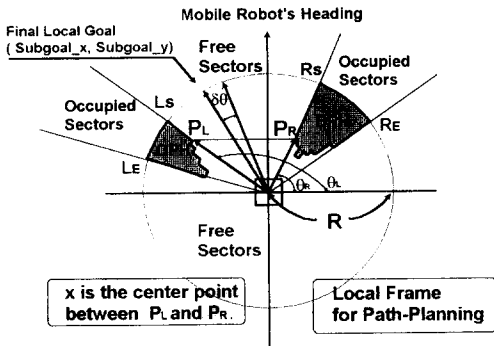 Mobile Robot's Heading
Final Local Goal
( Subgoal_x, Subgoal_y)
Free
Sectors
Rs
Occupied
Sectors
δθ
Occupied
Sectors
Ls
PL
PR
RE
LE
θR
θL
R
Free
Sectors
x is the center point
between PL and PR.
Local Frame
for Path-Planning